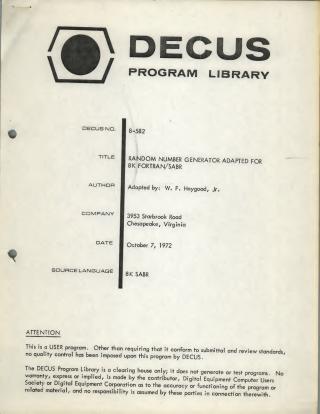 DECUS
PROGRAM LIBRARY
DECUS NO. 8-582
TITLE RANDOM NUMBER GENERATOR ADAPTED FOR
8K FORTRAN/SABR
AUTHOR Adapted by: W. F. Haygood, Jr.
COMPANY 3953 Starbrook Road
Chesapeake, Virginia
DATE October 7, 1972
SOURCE LANGUAGE 8K SABR
ATTENTION
This is a USER program. Other than requiring that it conform to submittal and review standards,
no quality control has been imposed upon this program by DECUS.
The DECUS Program Library is a clearing house only; it does not generate or test programs. No
warranty, express or implied, is made by the contributor, Digital Equipment Computer Users
Society or Digital Equipment Corporation as to the accuracy or functioning of the program or
related material, and no responsibility is assumed by these parties in connection therewith.